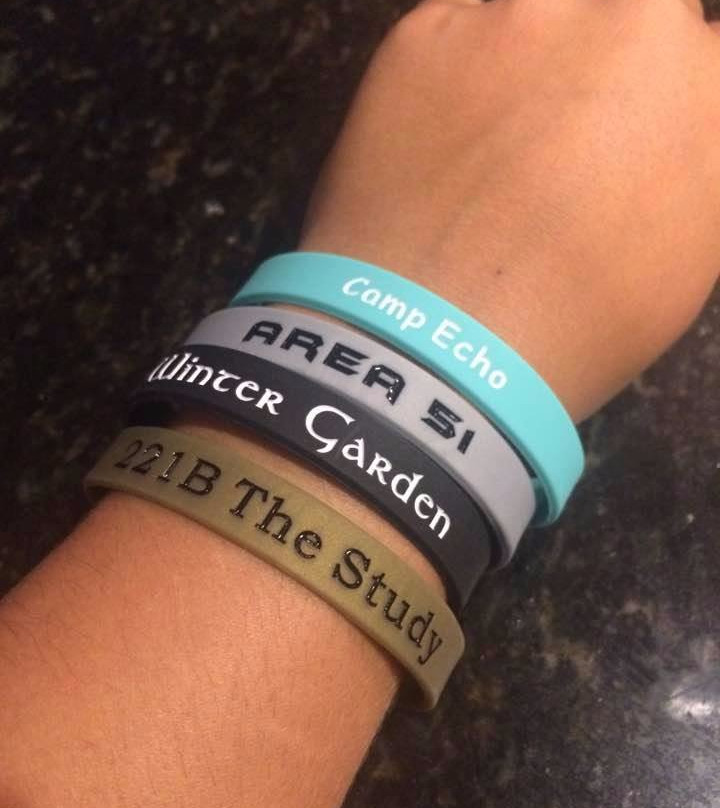 Camp Echo
AREA 51
Winter Garden
221B The Study